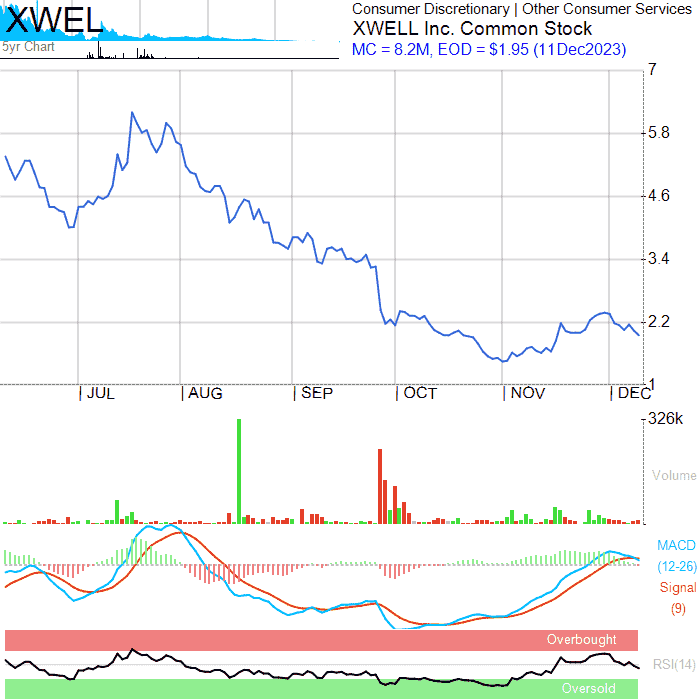 XWEL
5yr Chart
Consumer Discretionary | Other Consumer Services
XWELL Inc. Common Stock
MC = 8.2M, EOD = $1.95 (11Dec2023)
7
5.8
4.6
3.4
2.2
1
JUL
AUG
SEP
OCT
NOV
DEC
326k
Volume
MACD
(12-26)
Signal
(9)
Overbought
RSI(14)
Oversold